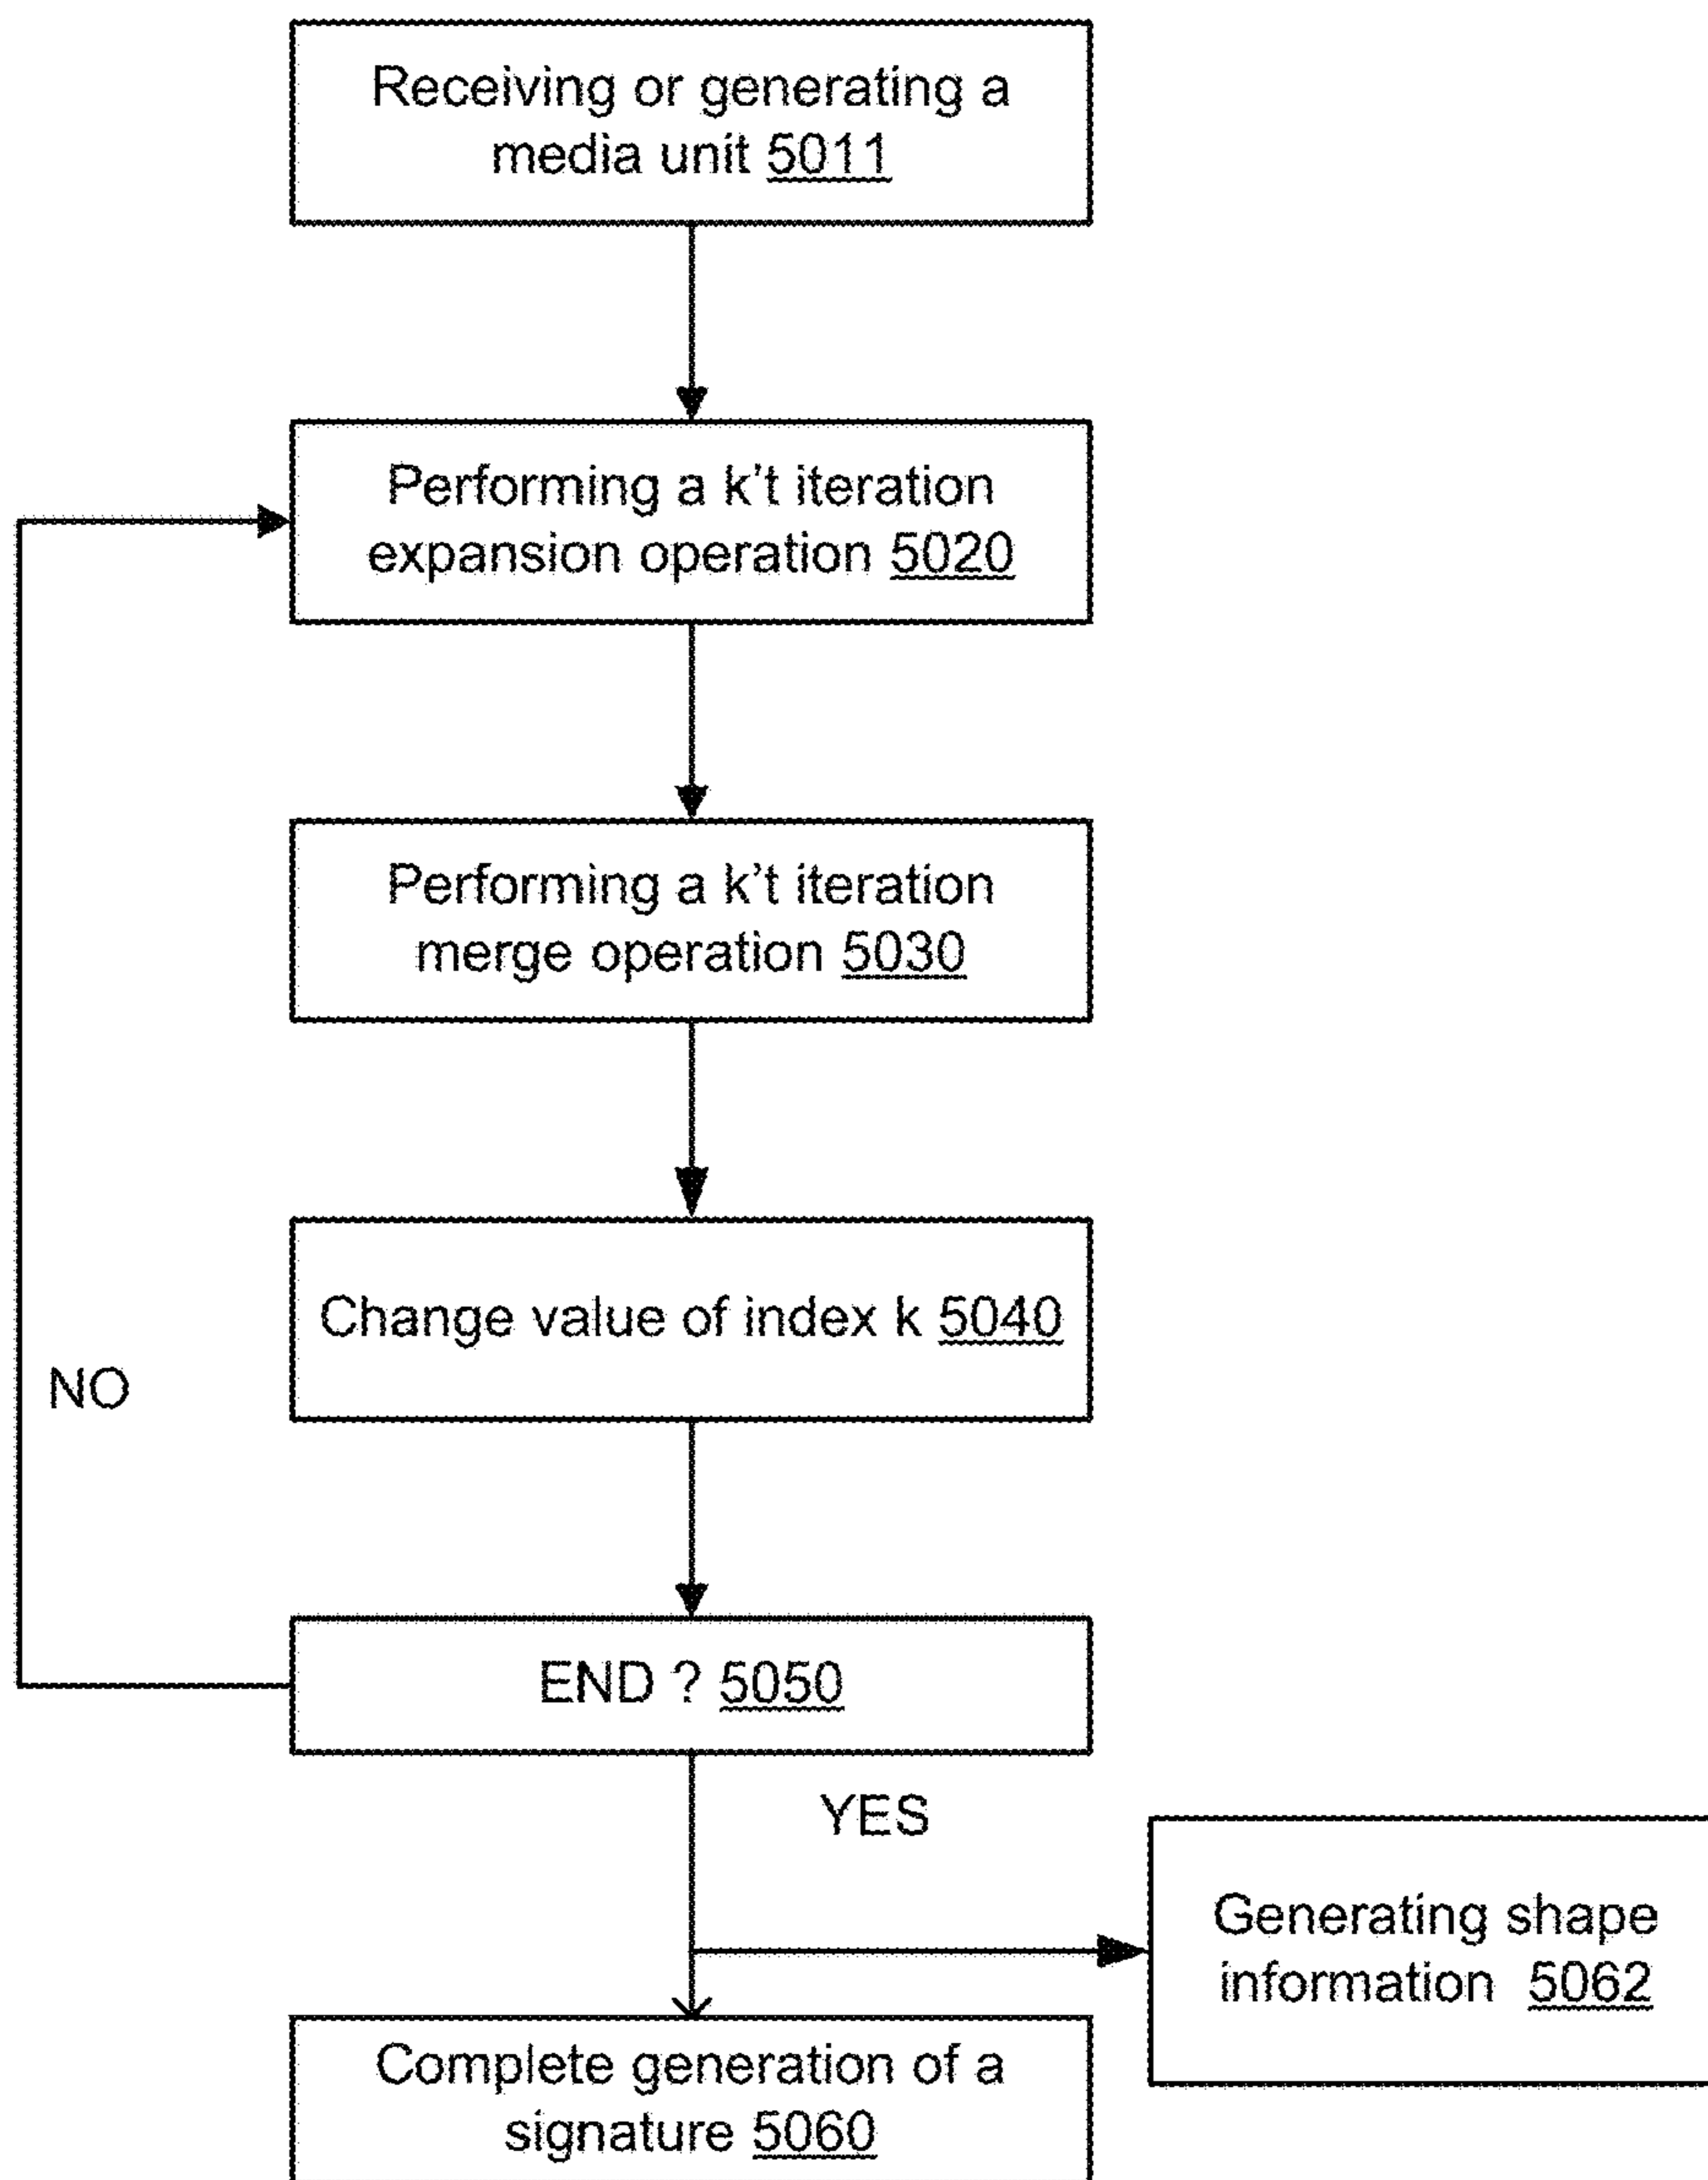 Receiving or generating a
media unit 5011
Performing a k't iteration
expansion operation 5020
Performing a k't iteration
merge operation 5030
Change value of index k 5040
NO
END ? 5050
YES
Generating shape
information 5062
Complete generation of a
signature 5060